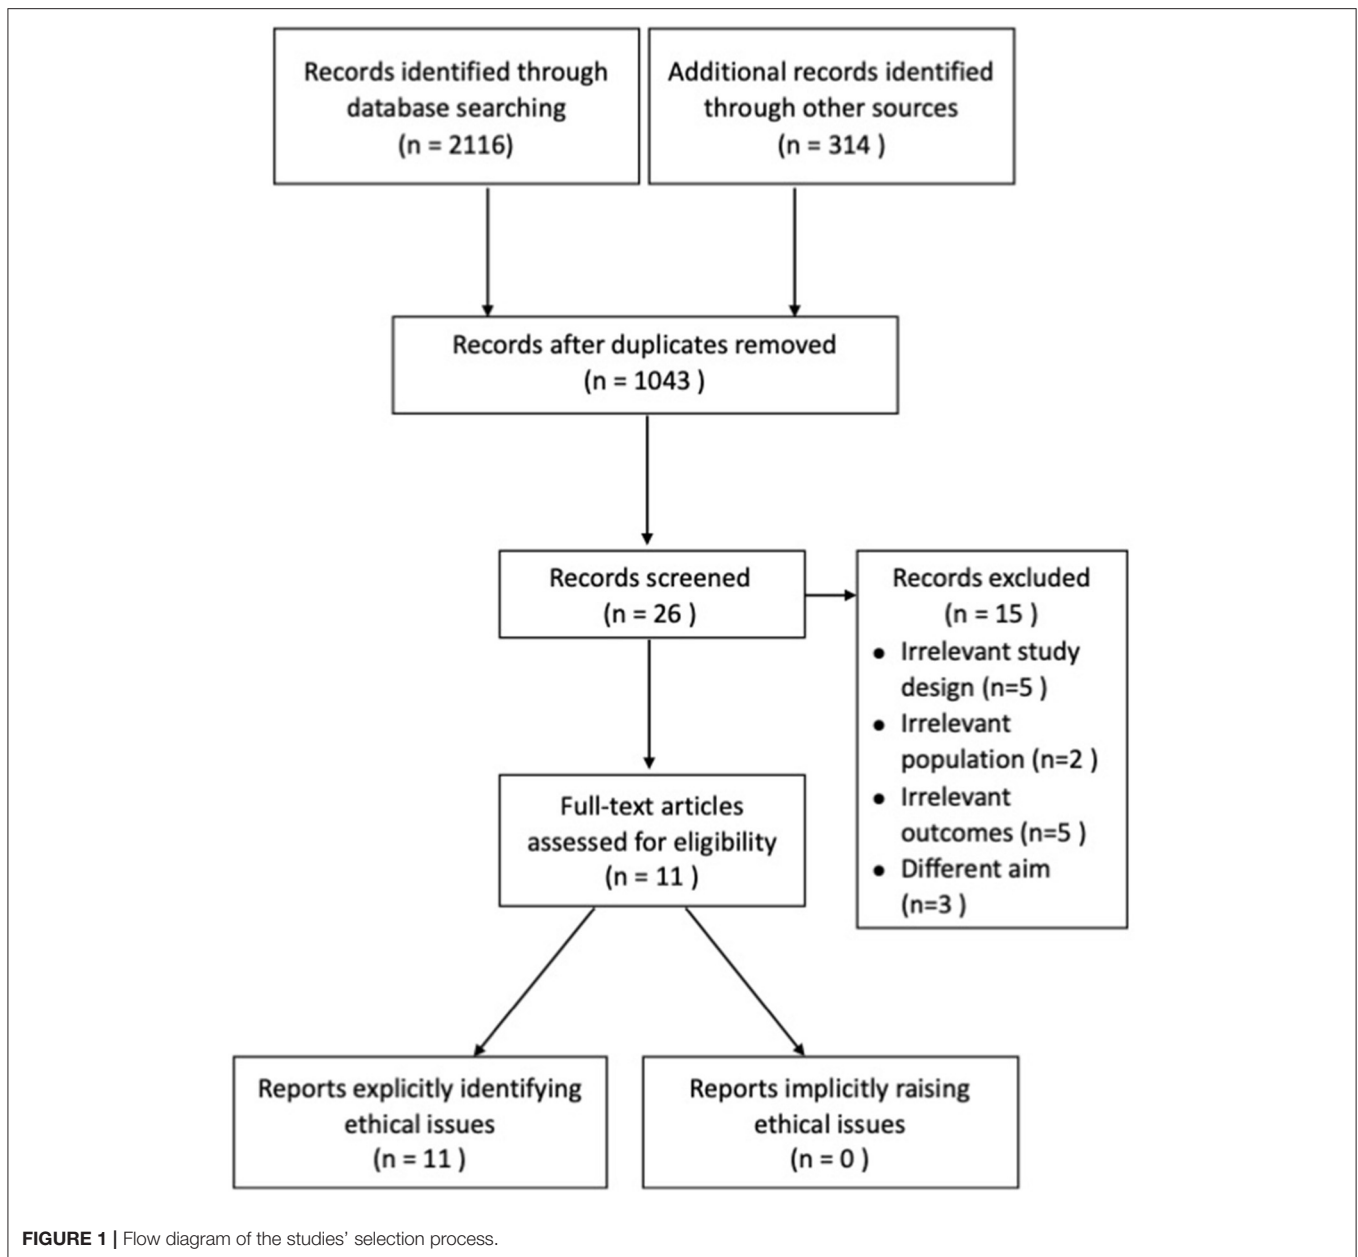 Records identified through
database searching
(n = 2116)
Additional records identified
through other sources
(n = 314 )
Records after duplicates removed
(n = 1043 )
Records screened
(n = 26 )
Records excluded
(n = 15 )
• Irrelevant study
design (n=5 )
• Irrelevant
population (n=2 )
• Irrelevant
outcomes (n=5 )
• Different aim
(n=3 )
Full-text articles
assessed for eligibility
(n = 11 )
Reports explicitly identifying
ethical issues
(n = 11 )
Reports implicitly raising
ethical issues
(n = 0 )
FIGURE 1 | Flow diagram of the studies’ selection process.